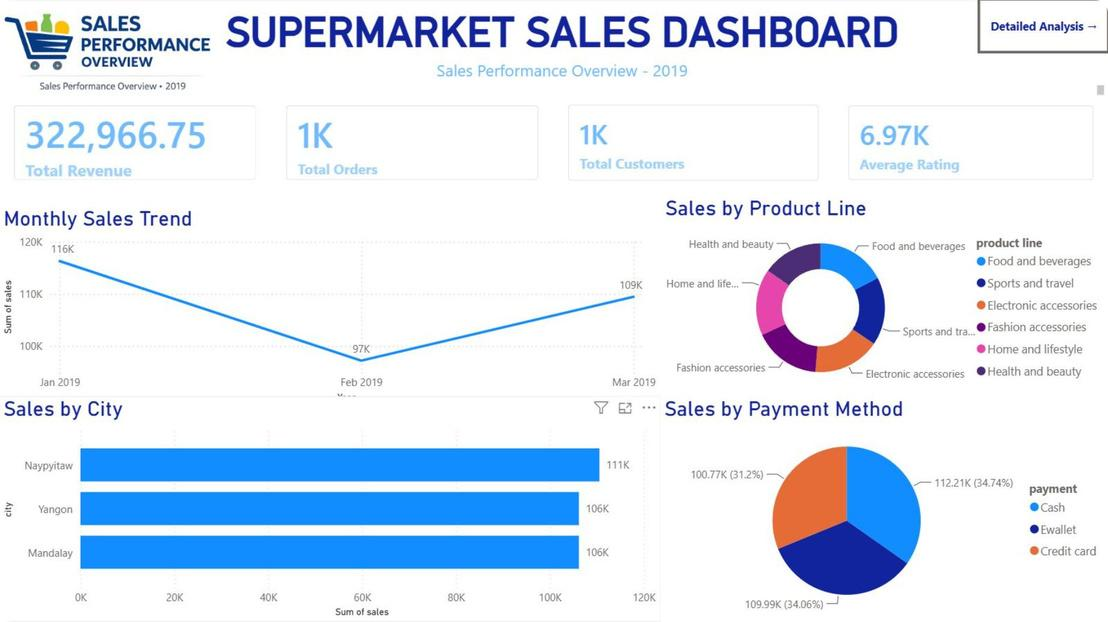 SALES
PERFORMANCE
OVERVIEW
Sales Performance Overview • 2019
SUPERMARKET SALES DASHBOARD
Sales Performance Overview - 2019
Detailed Analysis →
322,966.75
Total Revenue
1K
Total Orders
1K
Total Customers
6.97K
Average Rating
Monthly Sales Trend
120K
110K
100K
Sum of sales
116K
97K
109K
Jan 2019
Feb 2019
Mar 2019
Sales by Product Line
Health and beauty
Food and beverages
Home and life...
Sports and tra...
Fashion accessories
Electronic accessories
product line
Food and beverages
Sports and travel
Electronic accessories
Fashion accessories
Home and lifestyle
Health and beauty
Sales by City
city
Naypyitaw
111K
Yangon
106K
Mandalay
106K
0K
20K
40K
60K
80K
100K
120K
Sum of sales
Sales by Payment Method
100.77K (31.2%)
112.21K (34.74%)
109.99K (34.06%)
payment
Cash
Ewallet
Credit card